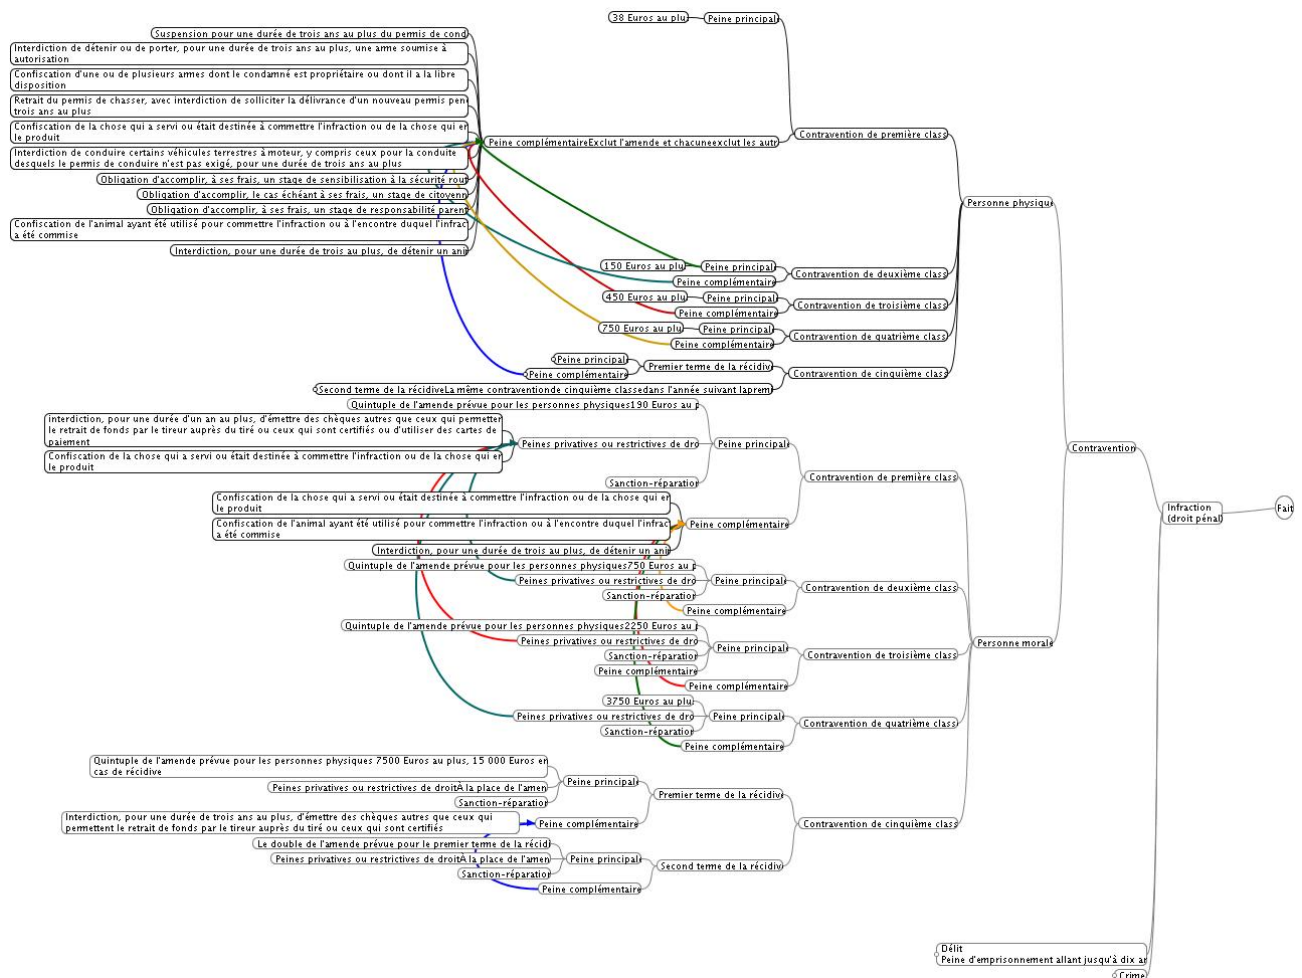 38 Euros au plu
Peine principal
Suspension pour une durée de trois ans au plus du permis de cond
Interdiction de détenir ou de porter, pour une durée de trois ans au plus, une arme soumise à
autorisation
Confiscation d'une ou de plusieurs armes dont le condamné est propriétaire ou dont il a la libre
disposition
Retrait du permis de chasser, avec interdiction de solliciter la délivrance d'un nouveau permis pen
trois ans au plus
Confiscation de la chose qui a servi ou était destinée à commettre l'infraction ou de la chose qui en
le produit
Interdiction de conduire certains véhicules terrestres à moteur, y compris ceux pour la conduite
desquels le permis de conduire n'est pas exigé, pour une durée de trois ans au plus
Obligation d'accomplir, à ses frais, un stage de sensibilisation à la sécurité rout
Obligation d'accomplir, le cas échéant à ses frais, un stage de citoyenn
Obligation d'accomplir, à ses frais, un stage de responsabilité parent
Confiscation de l'animal ayant été utilisé pour commettre l'infraction ou à l'encontre duquel l'infrac
a été commise
Interdiction, pour une durée de trois au plus, de détenir un ani
Peine complémentaireExclut l'amende et chacuneexclut les autr
Contravention de première class
Personne physique
150 Euros au plu
Peine principal
Peine complémentaire
Contravention de deuxième class
450 Euros au plu
Peine principal
Peine complémentaire
Contravention de troisième class
750 Euros au plu
Peine principal
Peine complémentaire
Contravention de quatrième class
Peine principal
Peine complémentaire
Premier terme de la récidive
Second terme de la récidiveLa même contraventionde cinquième classedans l'année suivant laprem
Contravention de cinquième class
Quintuple de l'amende prévue pour les personnes physiques190 Euros au p
interdiction, pour une durée d'un an au plus, d'émettre des chèques autres que ceux qui permetter
le retrait de fonds par le tireur auprès du tiré ou ceux qui sont certifiés ou d'utiliser des cartes de
paiement
Confiscation de la chose qui a servi ou était destinée à commettre l'infraction ou de la chose qui en
le produit
Peines privatives ou restrictives de dro
Peine principale
Sanction-réparation
Contravention de première class
Contravention
Confiscation de la chose qui a servi ou était destinée à commettre l'infraction ou de la chose qui en
le produit
Confiscation de l'animal ayant été utilisé pour commettre l'infraction ou à l'encontre duquel l'infrac
a été commise
Interdiction, pour une durée de trois au plus, de détenir un ani
Peine complémentaire
Infraction
(droit pénal)
Fait
Quintuple de l'amende prévue pour les personnes physiques750 Euros au p
Peines privatives ou restrictives de dro
Peine principale
Sanction-réparation
Peine complémentaire
Contravention de deuxième class
Quintuple de l'amende prévue pour les personnes physiques2250 Euros au p
Peines privatives ou restrictives de dro
Peine principale
Sanction-réparation
Peine complémentaire
Peine complémentaire
Contravention de troisième class
Personne morale
3750 Euros au plu
Peines privatives ou restrictives de dro
Peine principale
Sanction-réparation
Peine complémentaire
Contravention de quatrième class
Quintuple de l'amende prévue pour les personnes physiques 7500 Euros au plus, 15 000 Euros en
cas de récidive
Peines privatives ou restrictives de droitÀ la place de l'amen
Sanction-réparation
Peine principale
Premier terme de la récidive
Interdiction, pour une durée de trois ans au plus, d'émettre des chèques autres que ceux qui
permettent le retrait de fonds par le tireur auprès du tiré ou ceux qui sont certifiés
Peine complémentaire
Contravention de cinquième class
Le double de l'amende prévue pour le premier terme de la récid
Peines privatives ou restrictives de droitÀ la place de l'amen
Sanction-réparation
Peine principale
Second terme de la récidive
Peine complémentaire
Délit
Peine d'emprisonnement allant jusqu'à dix an
Crime